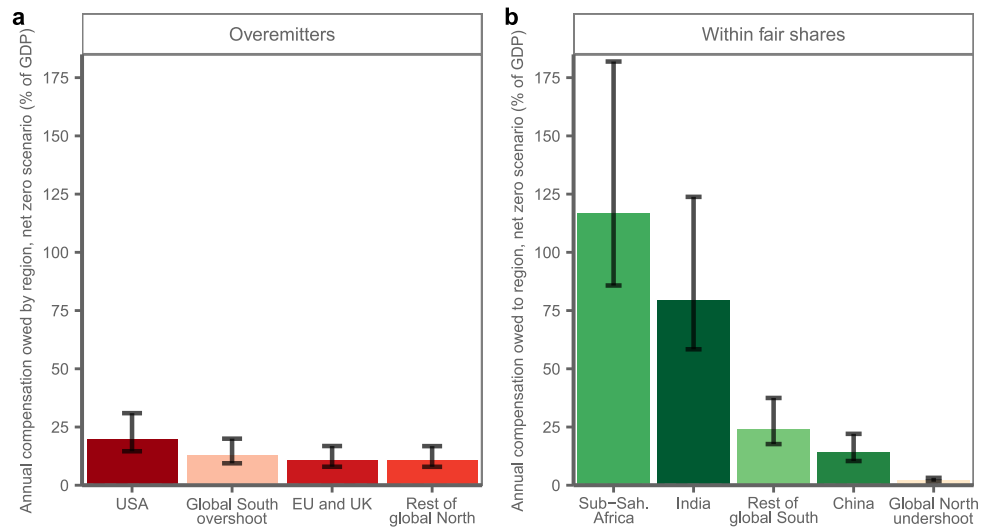 a
Overemitters
Annual compensation owed by region, net zero scenario (% of GDP)
175
150
125
100
75
50
25
0
USA
Global South
overshoot
EU and UK
Rest of
global North
b
Within fair shares
Annual compensation owed to region, net zero scenario (% of GDP)
175
150
125
100
75
50
25
0
Sub−Sah.
Africa
India
Rest of
global South
China
Global North
undershoot